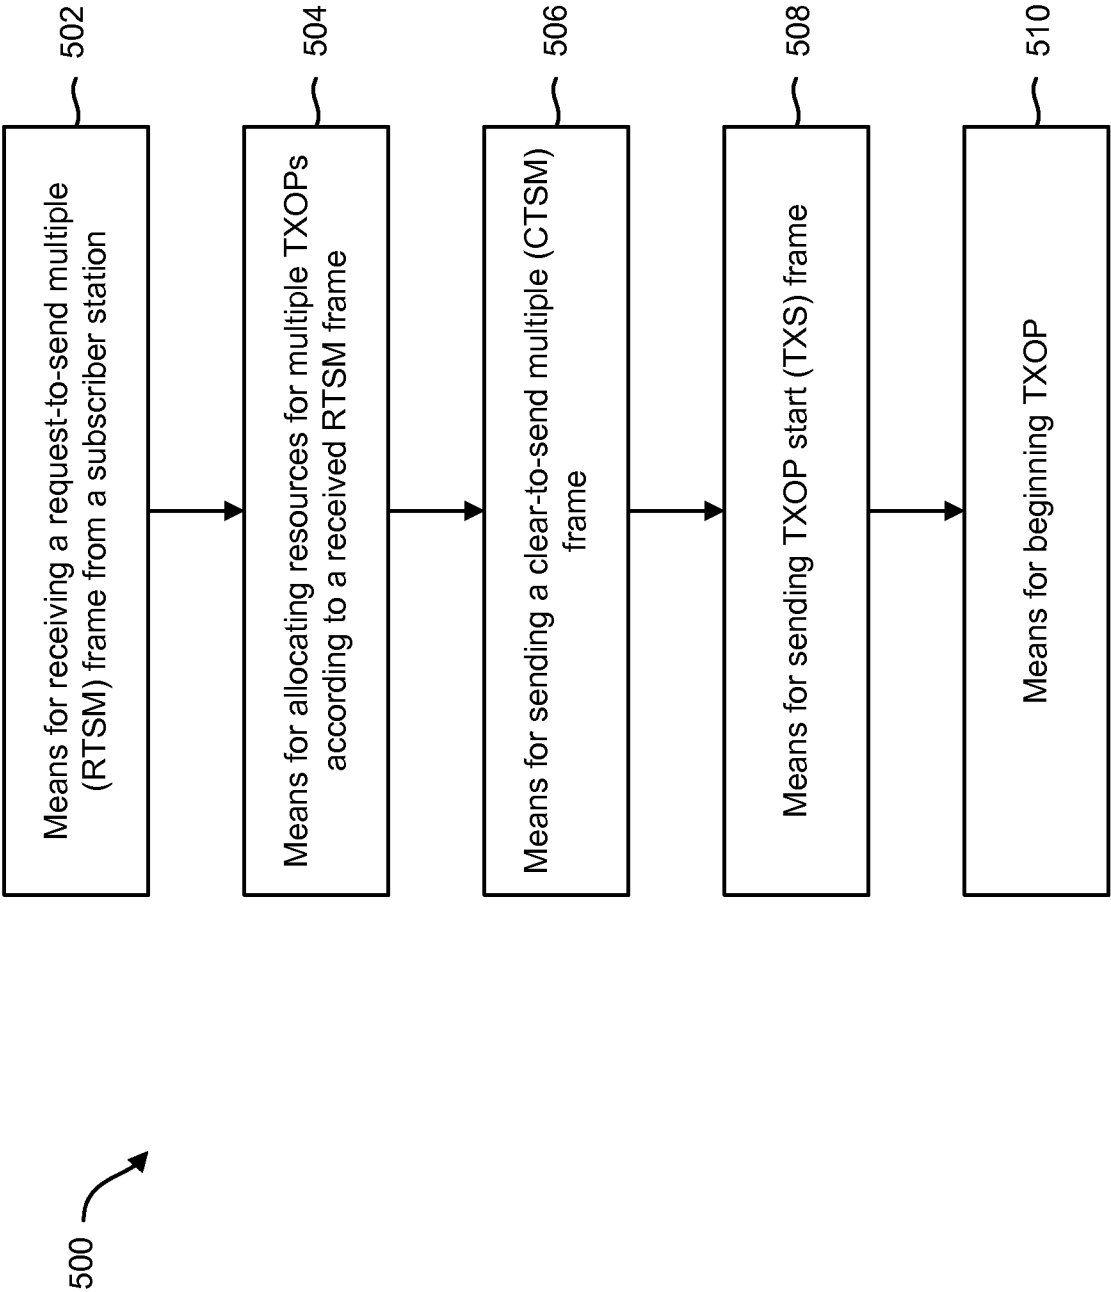 500
Means for receiving a request-to-send multiple
(RTSM) frame from a subscriber station
502
Means for allocating resources for multiple TXOPs
according to a received RTSM frame
504
Means for sending a clear-to-send multiple (CTSM)
frame
506
Means for sending TXOP start (TXS) frame
508
Means for beginning TXOP
510